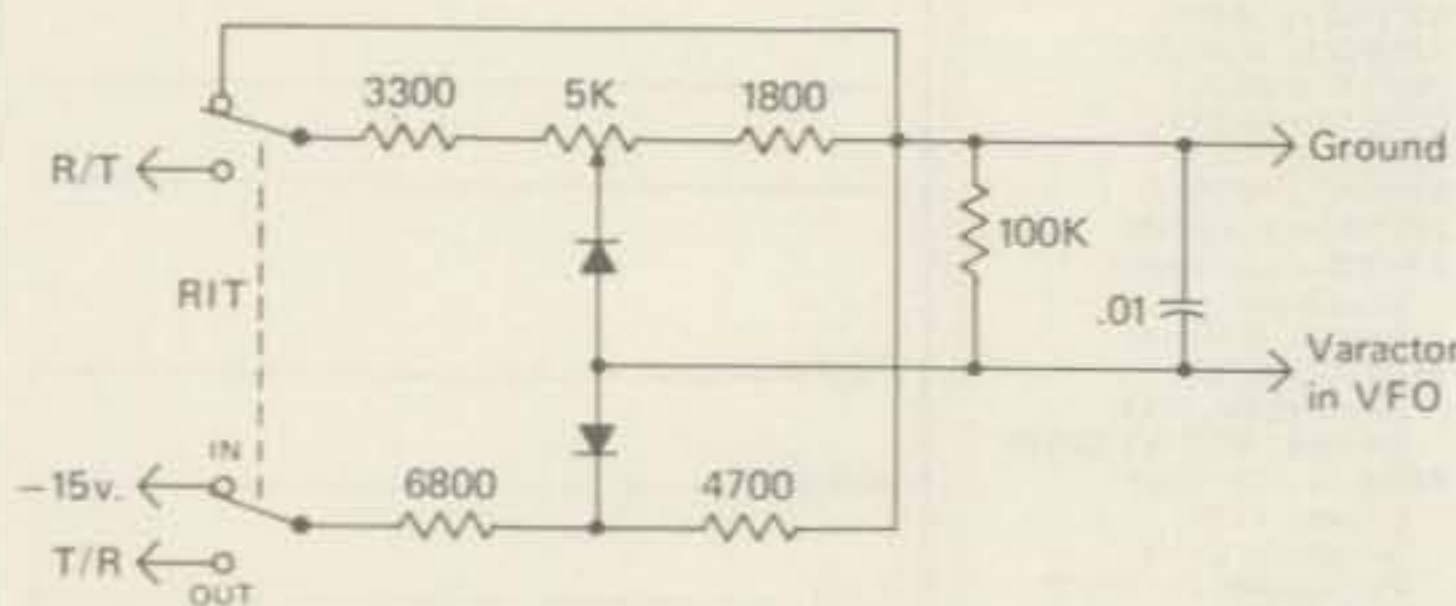 3300 5K 1800
R/T
Ground
100K
RIT
.01
Varactor
in VFO
IN
-15v.
6800 4700
T/R
OUT